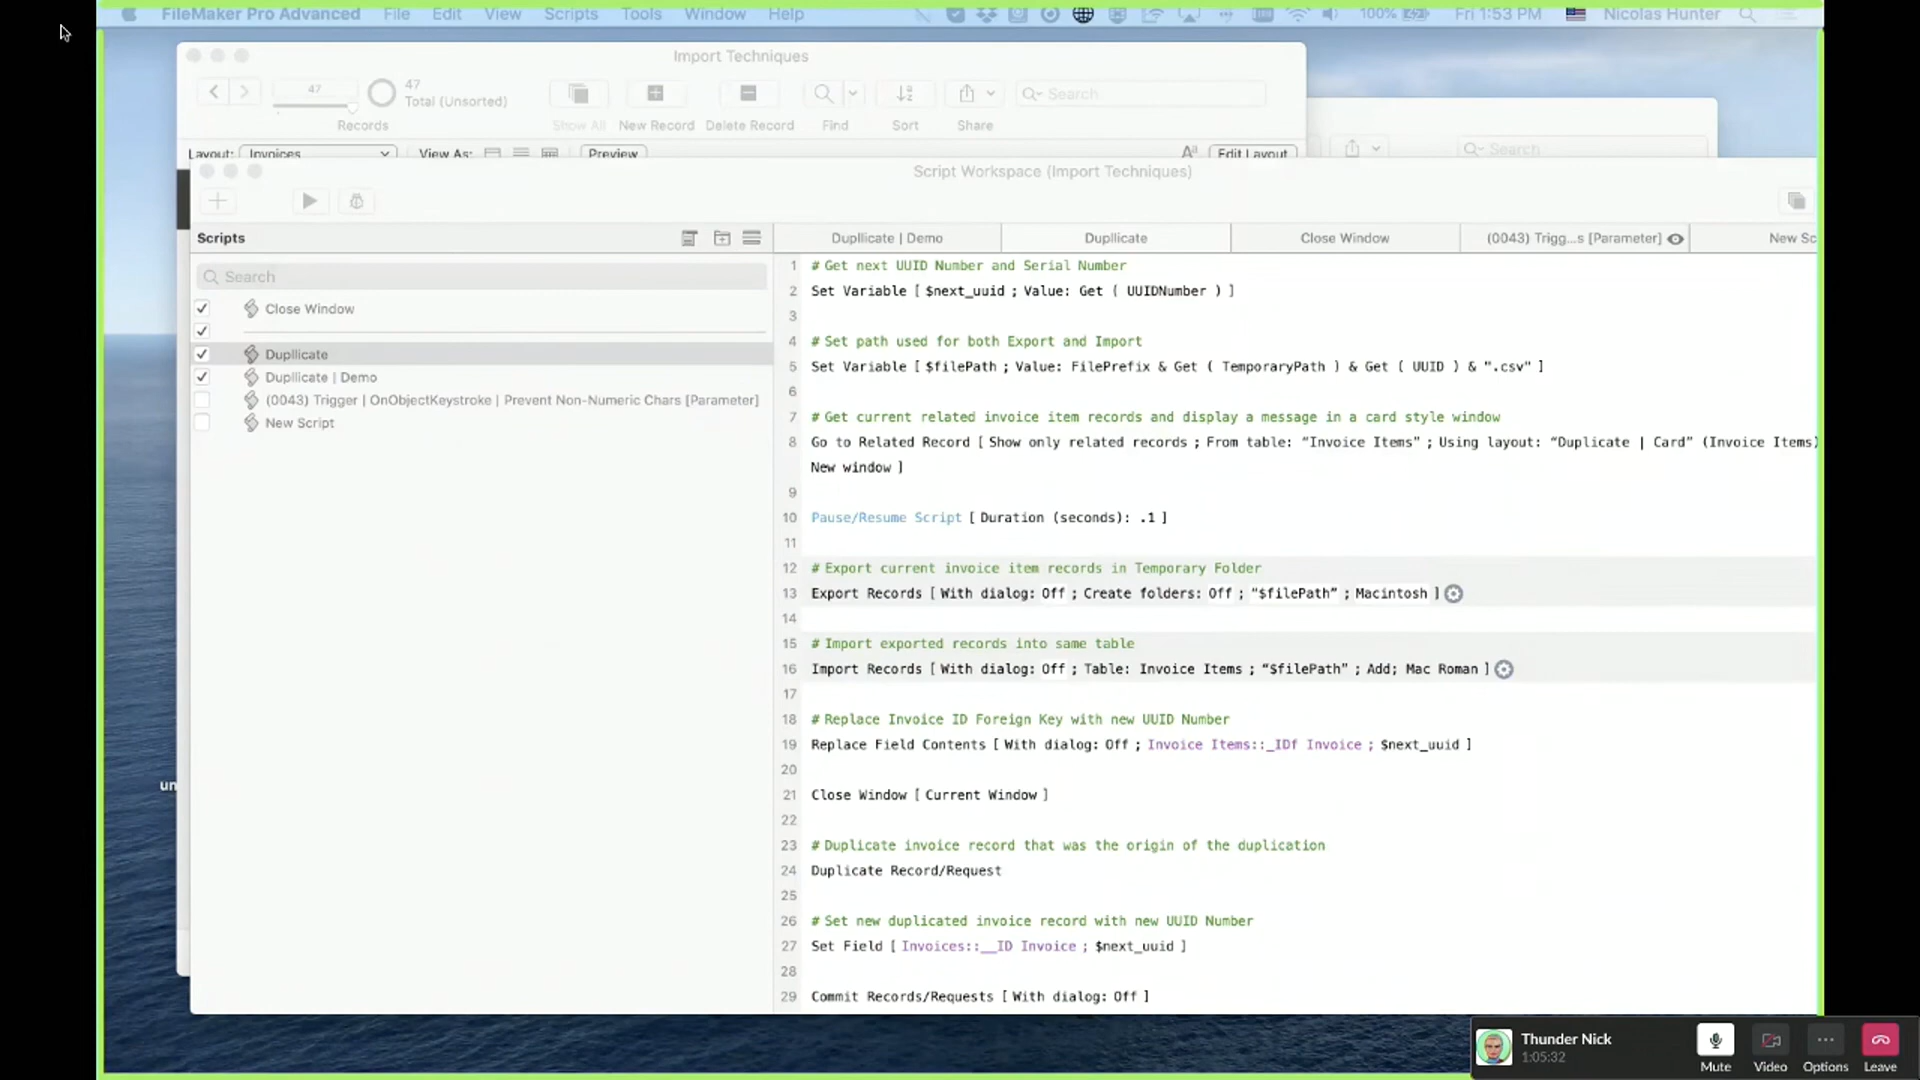 FileMaker Pro Advanced File Edit View Scripts Tools Window Help 100% Fri 1:53 PM Nicolas Hunter
Import Techniques
47
47
Total (Unsorted)
Search
Records
Show All New Record Delete Record Find Sort Share
Search
Layout: Invoices View As: Preview Edit Layout
Script Workspace (Import Techniques)
Scripts
Dupllicate | Demo
Dupllicate
Close Window
(0043) Trigg...s [Parameter]
New Sc
Search
Close Window
Dupllicate
Dupllicate | Demo
(0043) Trigger | OnObjectKeystroke | Prevent Non-Numeric Chars [Parameter]
New Script
1 # Get next UUID Number and Serial Number
2 Set Variable [ $next_uuid ; Value: Get ( UUIDNumber ) ]
3
4 # Set path used for both Export and Import
5 Set Variable [ $filePath ; Value: FilePrefix & Get ( TemporaryPath ) & Get ( UUID ) & ".csv" ]
6
7 # Get current related invoice item records and display a message in a card style window
8 Go to Related Record [ Show only related records ; From table: “Invoice Items” ; Using layout: “Duplicate | Card” (Invoice Items)
New window ]
9
10 Pause/Resume Script [ Duration (seconds): .1 ]
11
12 # Export current invoice item records in Temporary Folder
13 Export Records [ With dialog: Off ; Create folders: Off ; “$filePath” ; Macintosh ]
14
15 # Import exported records into same table
16 Import Records [ With dialog: Off ; Table: Invoice Items ; “$filePath” ; Add; Mac Roman ]
17
18 # Replace Invoice ID Foreign Key with new UUID Number
19 Replace Field Contents [ With dialog: Off ; Invoice Items::_IDf Invoice ; $next_uuid ]
20
21 Close Window [ Current Window ]
22
23 # Duplicate invoice record that was the origin of the duplication
24 Duplicate Record/Request
25
26 # Set new duplicated invoice record with new UUID Number
27 Set Field [ Invoices::__ID Invoice ; $next_uuid ]
28
29 Commit Records/Requests [ With dialog: Off ]
un
Thunder Nick
1:05:32
Mute Video Options Leave